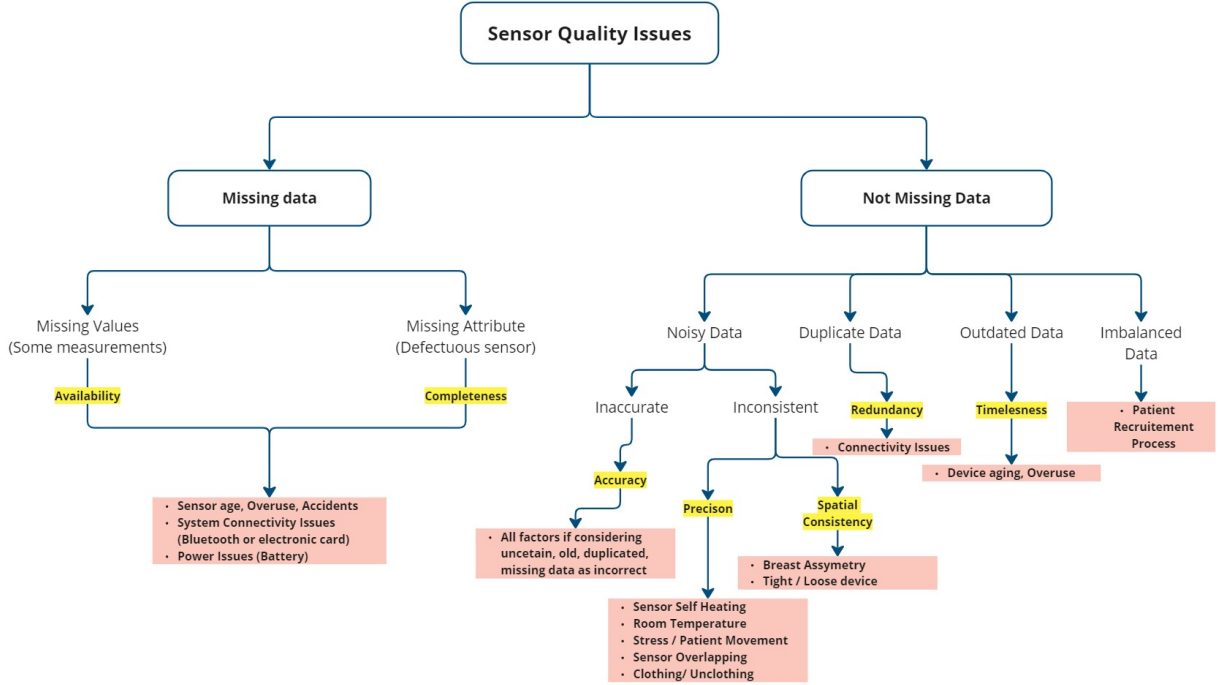 Sensor Quality Issues
Missing data
Not Missing Data
Missing Values
(Some measurements)
Missing Attribute
(Defectuous sensor)
Noisy Data
Duplicate Data
Outdated Data
Imbalanced
Data
Availability
Completeness
Inaccurate
Inconsistent
Redundancy
Timelesness
• Patient
Recruitement
Process
• Connectivity Issues
• Device aging, Overuse
Accuracy
Precison
Spatial
Consistency
• Sensor age, Overuse, Accidents
• System Connectivity Issues
(Bluetooth or electronic card)
• Power Issues (Battery)
• All factors if considering
uncetain, old, duplicated,
missing data as incorrect
• Breast Assymetry
• Tight / Loose device
• Sensor Self Heating
• Room Temperature
• Stress / Patient Movement
• Sensor Overlapping
• Clothing/ Unclothing